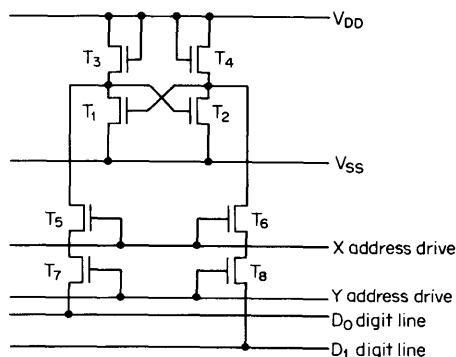 VDD
T3
T4
T1
T2
VSS
T5
T6
X address drive
T7
T8
Y address drive
D0 digit line
D1 digit line